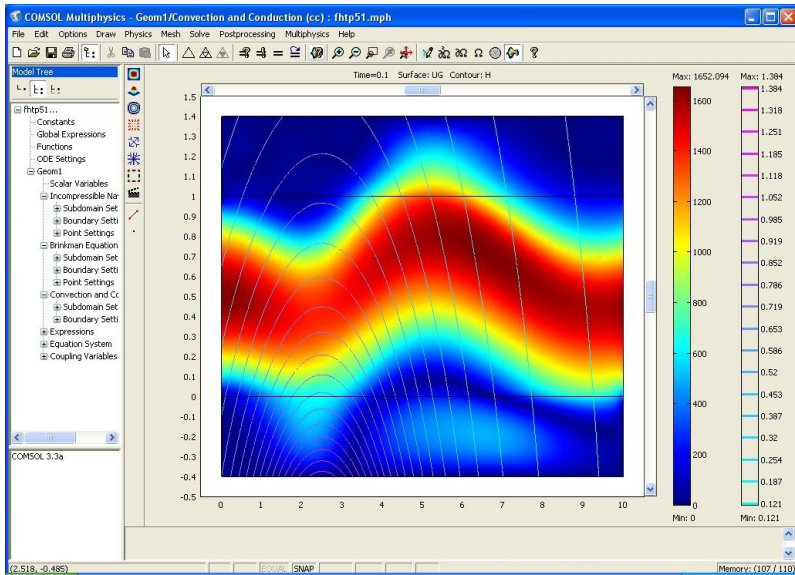 COMSOL Multiphysics - Geom1/Convection and Conduction (cc) : fhtp51.mph
File Edit Options Draw Physics Mesh Solve Postprocessing Multiphysics Help
Model Tree
fhtp51...
Constants
Global Expressions
Functions
ODE Settings
Geom1
Scalar Variables
Incompressible Na
Subdomain Set
Boundary Setti
Point Settings
Brinkman Equation
Subdomain Set
Boundary Setti
Point Settings
Convection and Co
Subdomain Set
Boundary Setti
Expressions
Equation System
Coupling Variables
COMSOL 3.3a
Time=0.1 Surface: UG Contour: H
1.5
1.4
1.3
1.2
1.1
1
0.9
0.8
0.7
0.6
0.5
0.4
0.3
0.2
0.1
0
-0.1
-0.2
-0.3
-0.4
-0.5
0 1 2 3 4 5 6 7 8 9 10
Max: 1652.094
1600
1400
1200
1000
800
600
400
200
0
Min: 0
Max: 1.384
1.384
1.318
1.251
1.185
1.118
1.052
0.985
0.919
0.852
0.786
0.719
0.653
0.586
0.52
0.453
0.387
0.32
0.254
0.187
0.121
Min: 0.121
(2.518, -0.485)
EQUAL SNAP
Memory: (107 / 110)